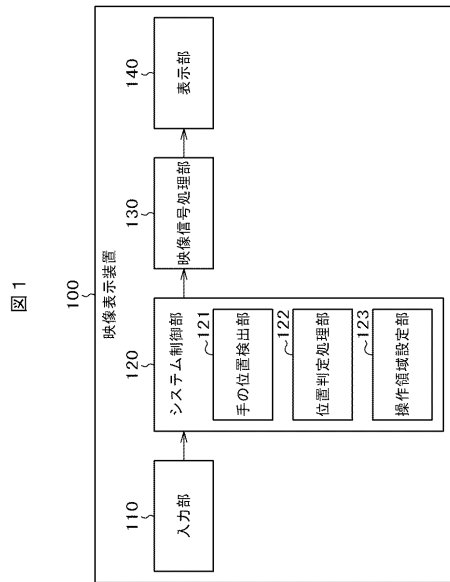 図1
100
映像表示装置
110
入力部
120
システム制御部
121
手の位置検出部
122
位置判定処理部
123
操作領域設定部
130
映像信号処理部
140
表示部